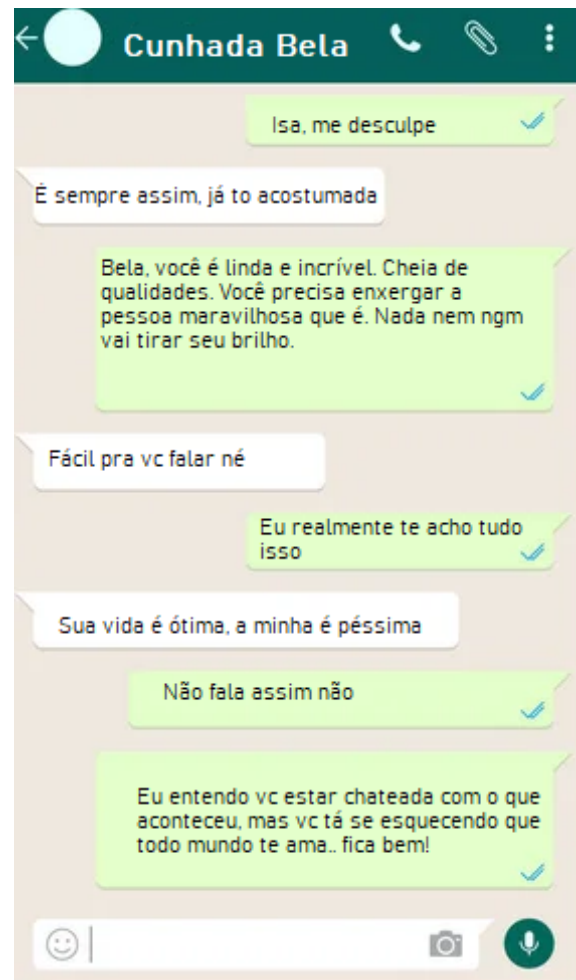 Cunhada Bela
Isa, me desculpe
É sempre assim, já to acostumada
Bela, você é linda e incrível. Cheia de
qualidades. Você precisa enxergar a
pessoa maravilhosa que é. Nada nem ngm
vai tirar seu brilho.
Fácil pra vc falar né
Eu realmente te acho tudo
isso
Sua vida é ótima, a minha é péssima
Não fala assim não
Eu entendo vc estar chateada com o que
aconteceu, mas vc tá se esquecendo que
todo mundo te ama.. fica bem!